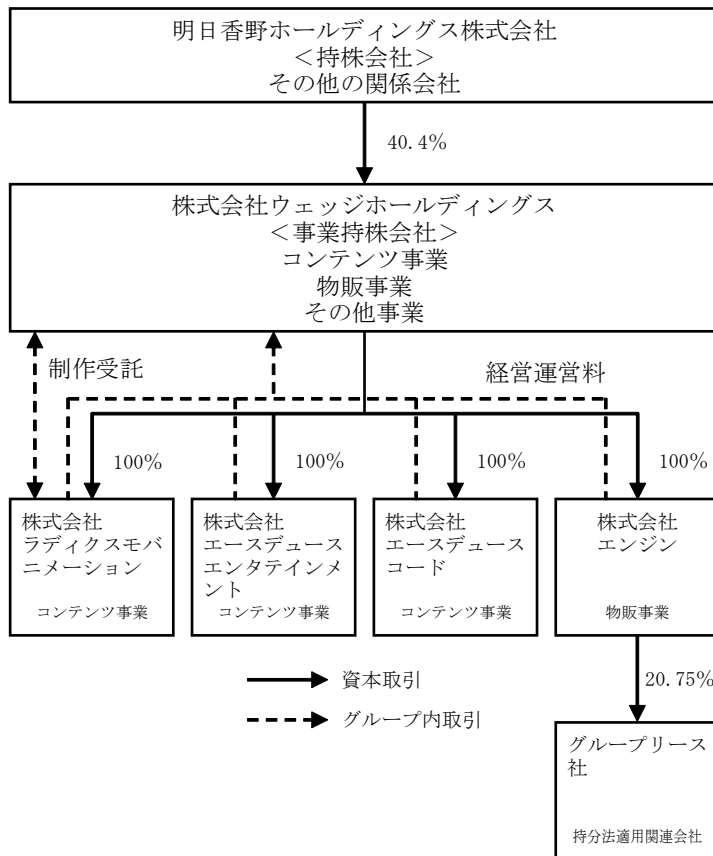 明日香野ホールディングス株式会社
＜持株会社＞
その他の関係会社
40.4%
株式会社ウェッジホールディングス
＜事業持株会社＞
コンテンツ事業
物販事業
その他事業
制作受託
経営運営料
100%
100%
100%
100%
株式会社
ラディクスモバ
ニメーション
コンテンツ事業
株式会社
エースデュース
エンタテインメ
ント
コンテンツ事業
株式会社
エースデュース
コード
コンテンツ事業
株式会社
エンジン
物販事業
資本取引
グループ内取引
20.75%
グループリース
社
持分法適用関連会社